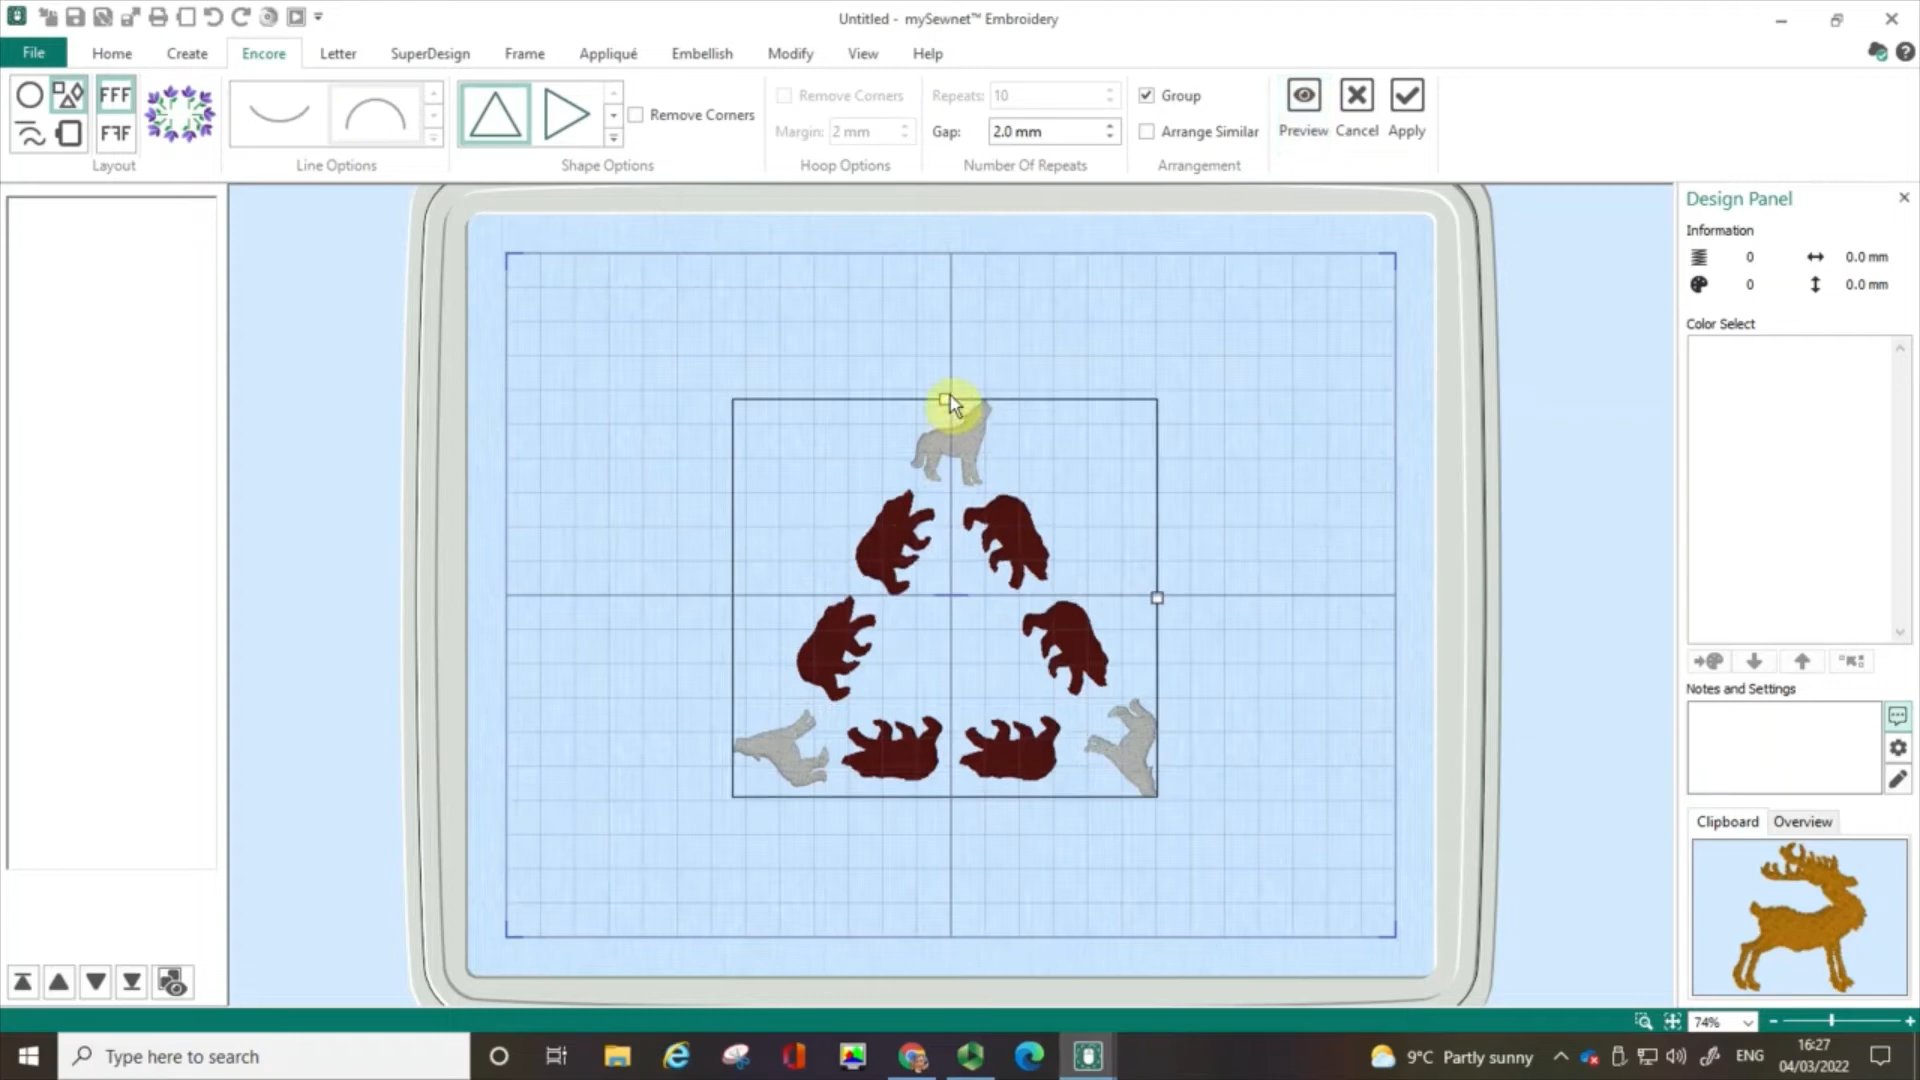 Untitled - mySewnet™ Embroidery
File Home Create Encore Letter SuperDesign Frame Appliqué Embellish Modify View Help
FFF Remove Corners Repeats: 10 Group
Remove Corners
Margin: 2 mm Gap: 2.0 mm Arrange Similar Preview Cancel Apply
Layout Line Options Shape Options Hoop Options Number Of Repeats Arrangement
Design Panel
Information
0 0.0 mm
0 0.0 mm
Color Select
Notes and Settings
Clipboard Overview
74%
Type here to search
9°C Partly sunny ENG 16:27
04/03/2022